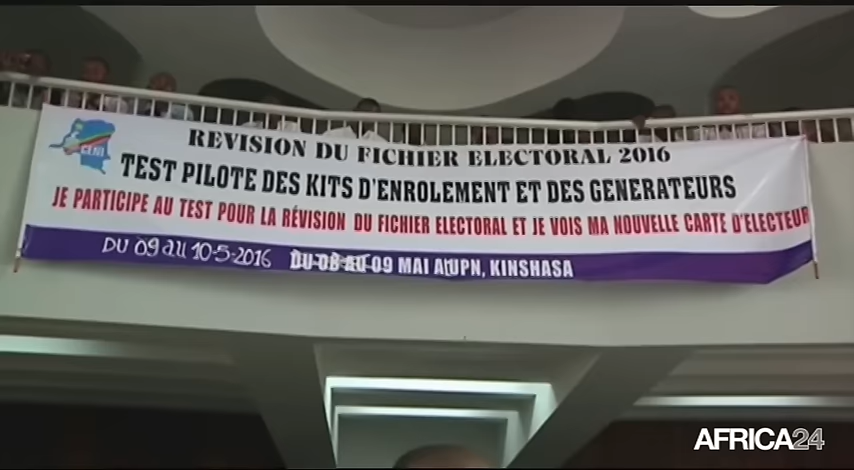 CENI
REVISION DU FICHIER ELECTORAL 2016
TEST PILOTE DES KITS D'ENROLEMENT ET DES GENERATEURS
JE PARTICIPE AU TEST POUR LA RÉVISION DU FICHIER ELECTORAL ET JE VOIS MA NOUVELLE CARTE D'ELECTEUR
DU 09 au 10-5-2016 DU 08 AU 09 MAI A L'UPN, KINSHASA
AFRICA24